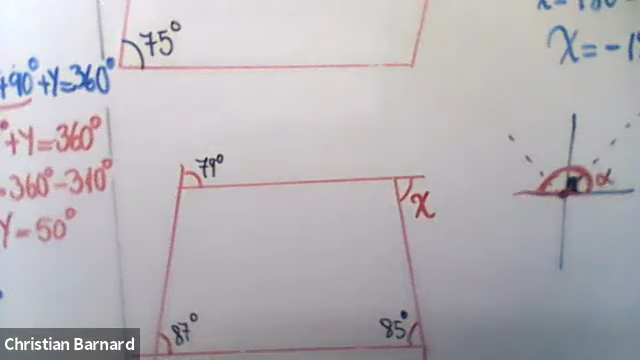 75°
+90°+Y=360°
°+Y=360°
360°-310°
Y=50°
X=-1
79°
X
α
87°
85°
Christian Barnard